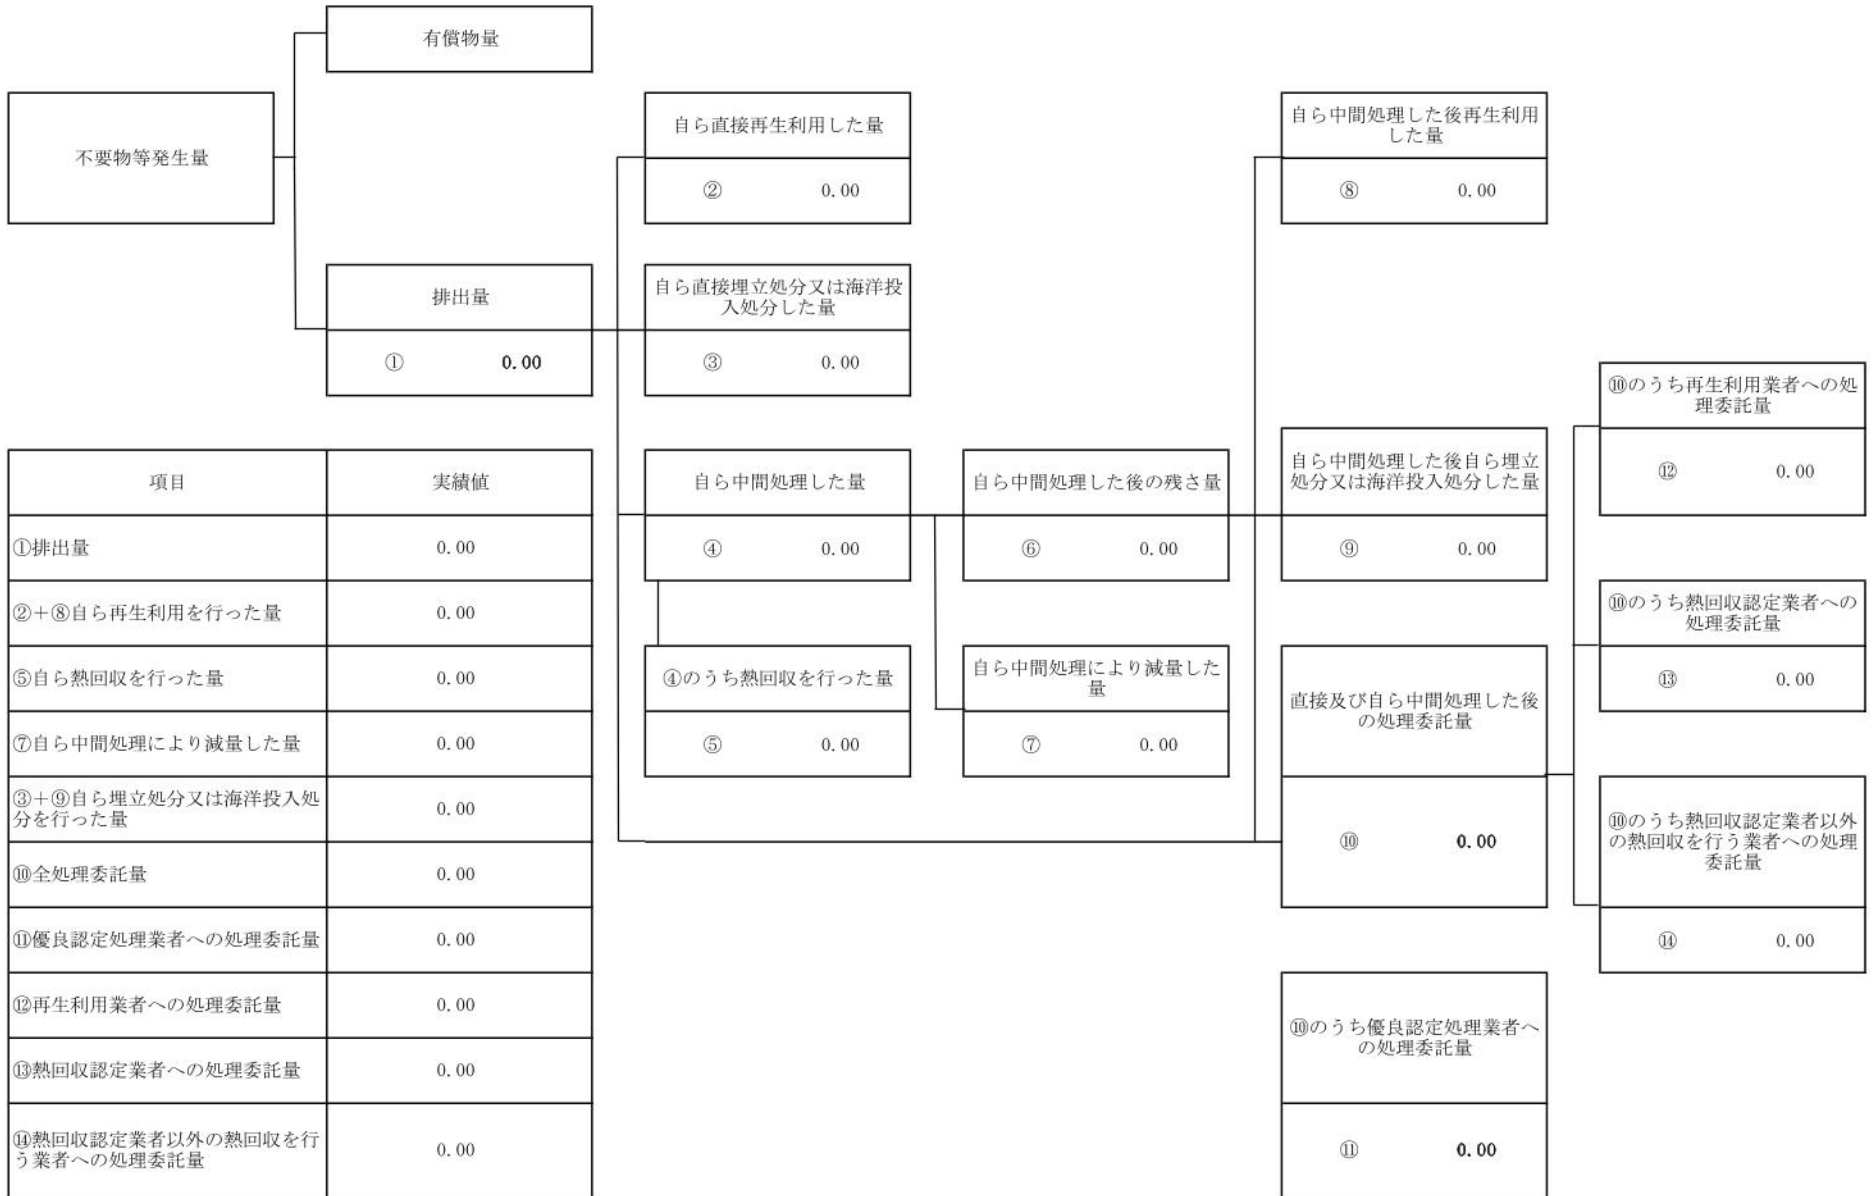 有償物量
不要物等発生量
自ら直接再生利用した量
② 0.00
自ら中間処理した後再生利用
した量
⑧ 0.00
排出量
① 0.00
自ら直接埋立処分又は海洋投
入処分した量
③ 0.00
項目 実績値
①排出量 0.00
②+⑧自ら再生利用を行った量 0.00
⑤自ら熱回収を行った量 0.00
⑦自ら中間処理により減量した量 0.00
③+⑨自ら埋立処分又は海洋投入処
分を行った量 0.00
⑩全処理委託量 0.00
⑪優良認定処理業者への処理委託量 0.00
⑫再生利用業者への処理委託量 0.00
⑬熱回収認定業者への処理委託量 0.00
⑭熱回収認定業者以外の熱回収を行
う業者への処理委託量 0.00
自ら中間処理した量
④ 0.00
④のうち熱回収を行った量
⑤ 0.00
自ら中間処理した後の残さ量
⑥ 0.00
自ら中間処理により減量した
量
⑦ 0.00
自ら中間処理した後自ら埋立
処分又は海洋投入処分した量
⑨ 0.00
直接及び自ら中間処理した後
の処理委託量
⑩ 0.00
⑩のうち優良認定処理業者へ
の処理委託量
⑪ 0.00
⑩のうち再生利用業者への処
理委託量
⑫ 0.00
⑩のうち熱回収認定業者への
処理委託量
⑬ 0.00
⑩のうち熱回収認定業者以外
の熱回収を行う業者への処理
委託量
⑭ 0.00